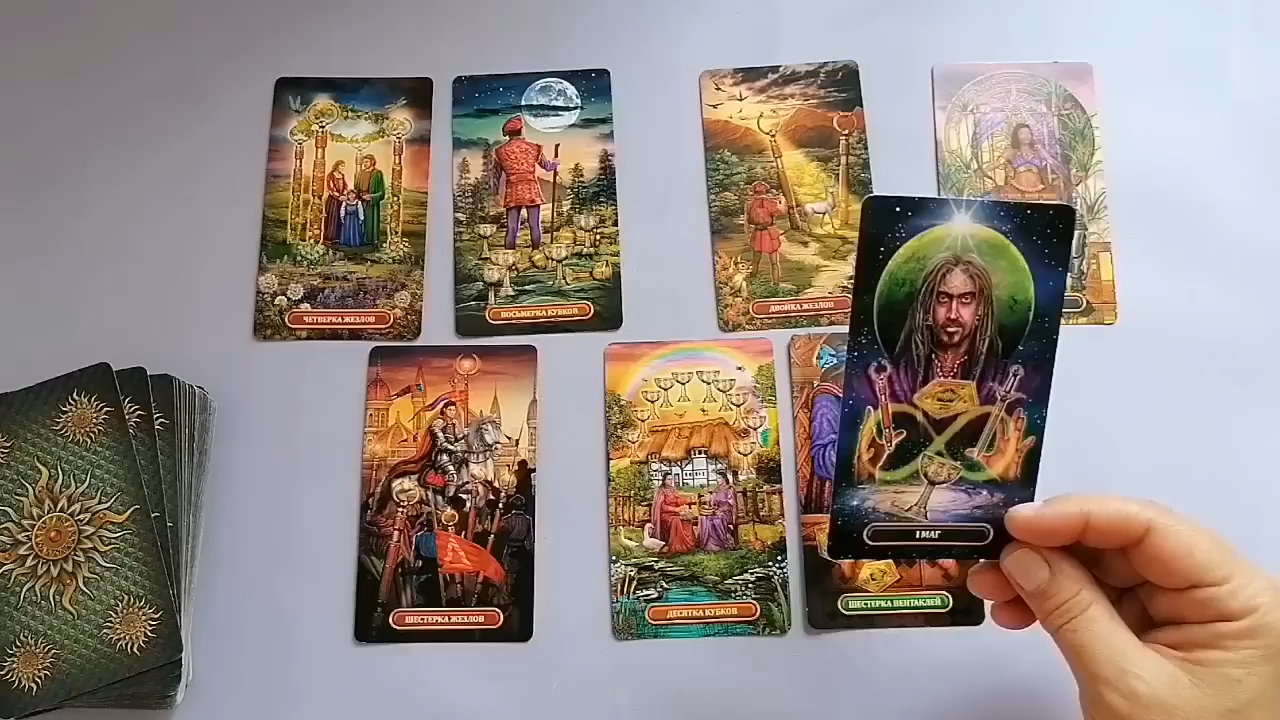 ЧЕТВЕРКА ЖЕЗЛОВ
ВОСЬМЕРКА КУБКОВ
ДВОЙКА ЖЕЗЛОВ
I МАГ
ШЕСТЕРКА ЖЕЗЛОВ
ДЕСЯТКА КУБКОВ
ШЕСТЕРКА ПЕНТАКЛЕЙ